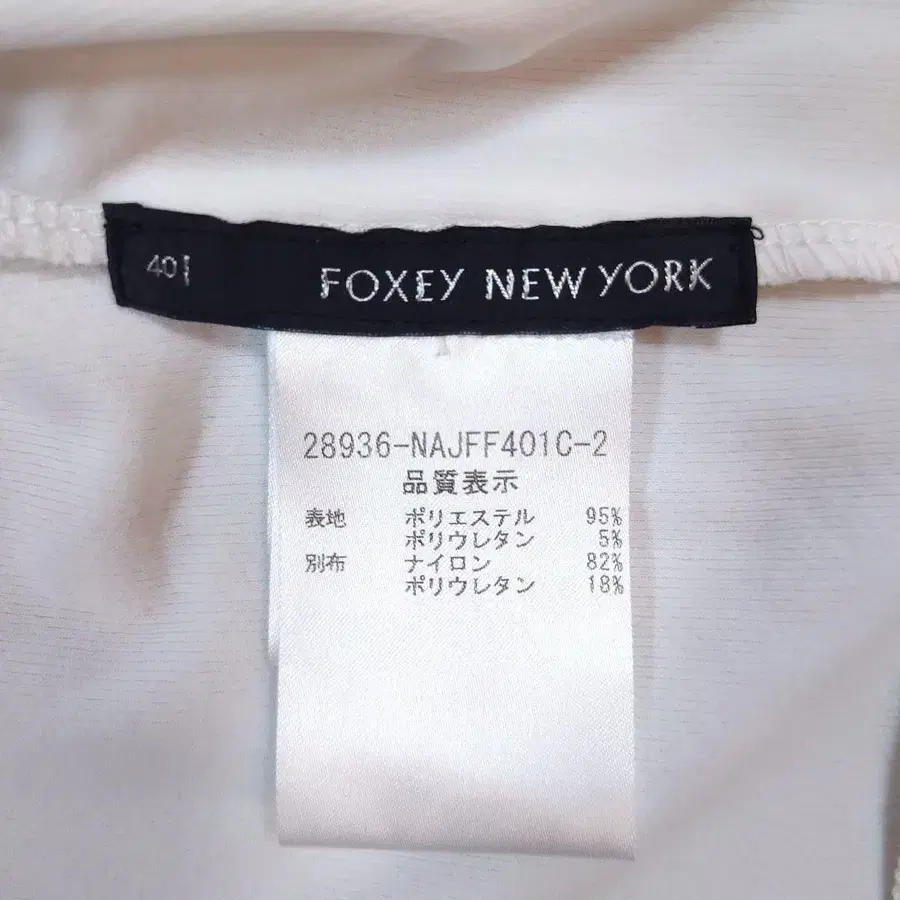 40
FOXEY NEW YORK
28936-NAJFF401C-2
品質表示
表地 ポリエステル 95%
ポリウレタン 5%
別布 ナイロン 82%
ポリウレタン 18%